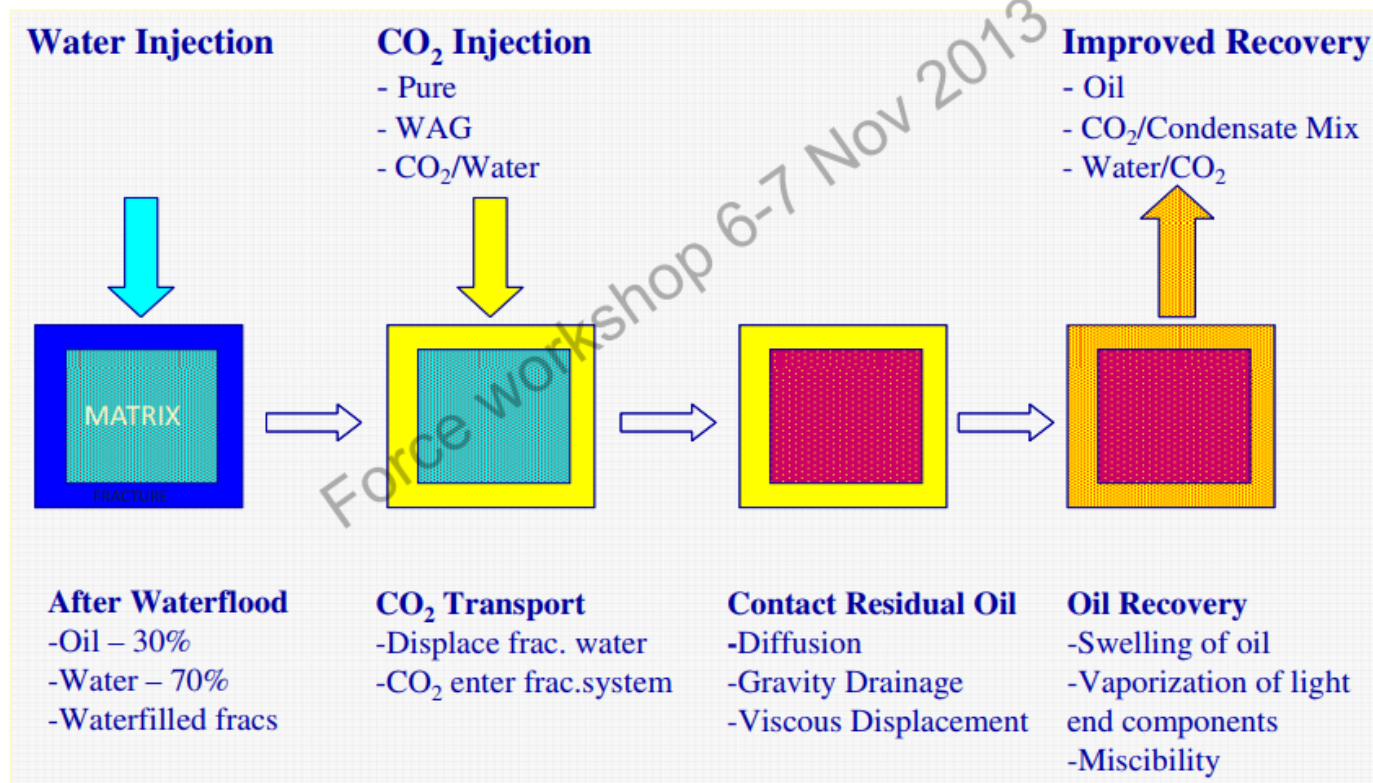 Water Injection
CO₂ Injection
- Pure
- WAG
- CO₂/Water
Improved Recovery
- Oil
- CO₂/Condensate Mix
- Water/CO₂
MATRIX
FRACTURE
Force workshop 6-7 Nov 2013
After Waterflood
-Oil – 30%
-Water – 70%
-Waterfilled fracs
CO₂ Transport
-Displace frac. water
-CO₂ enter frac.system
Contact Residual Oil
-Diffusion
-Gravity Drainage
-Viscous Displacement
Oil Recovery
-Swelling of oil
-Vaporization of light
end components
-Miscibility